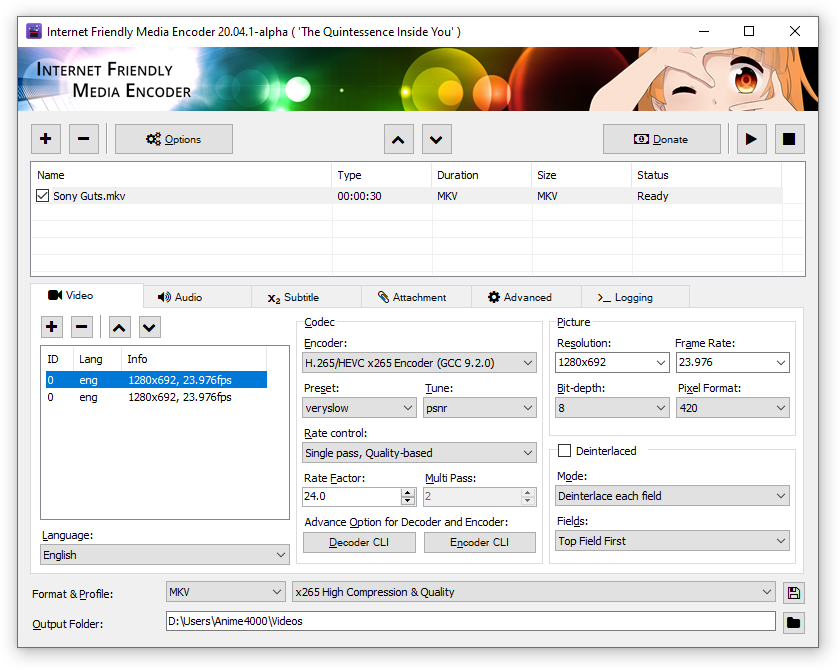 Internet Friendly Media Encoder 20.04.1-alpha ( 'The Quintessence Inside You' )
Internet Friendly
Media Encoder
Options
Donate
Name Type Duration Size Status
Sony Guts.mkv 00:00:30 MKV MKV Ready
Video Audio Subtitle Attachment Advanced Logging
ID Lang Info
0 eng 1280x692, 23.976fps
0 eng 1280x692, 23.976fps
Language:
English
Codec
Encoder:
H.265/HEVC x265 Encoder (GCC 9.2.0)
Preset: Tune:
veryslow psnr
Rate control:
Single pass, Quality-based
Rate Factor: Multi Pass:
24.0 2
Advance Option for Decoder and Encoder:
Decoder CLI Encoder CLI
Picture
Resolution: Frame Rate:
1280x692 23.976
Bit-depth: Pixel Format:
8 420
Deinterlaced
Mode:
Deinterlace each field
Fields:
Top Field First
Format & Profile: MKV x265 High Compression & Quality
Output Folder: D:\Users\Anime4000\Videos